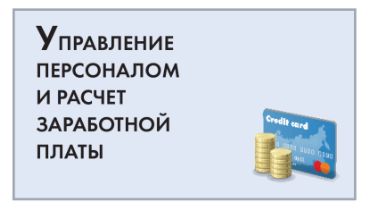 УПРАВЛЕНИЕ
ПЕРСОНАЛОМ
И РАСЧЕТ
ЗАРАБОТНОЙ
ПЛАТЫ
Credit card